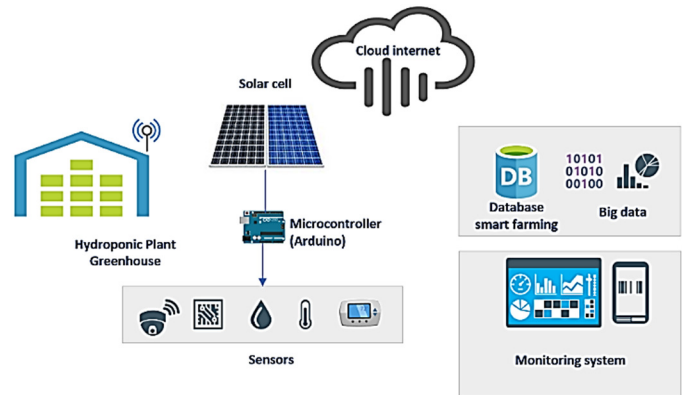 Cloud internet
Solar cell
Microcontroller
(Arduino)
Hydroponic Plant
Greenhouse
Sensors
DB
Database
smart farming
10101
01010
00100
Big data
Monitoring system